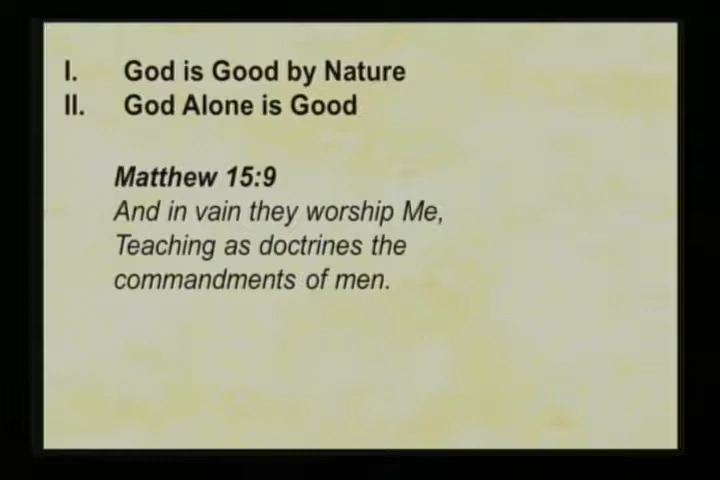 I. God is Good by Nature
II. God Alone is Good
Matthew 15:9
And in vain they worship Me,
Teaching as doctrines the
commandments of men.